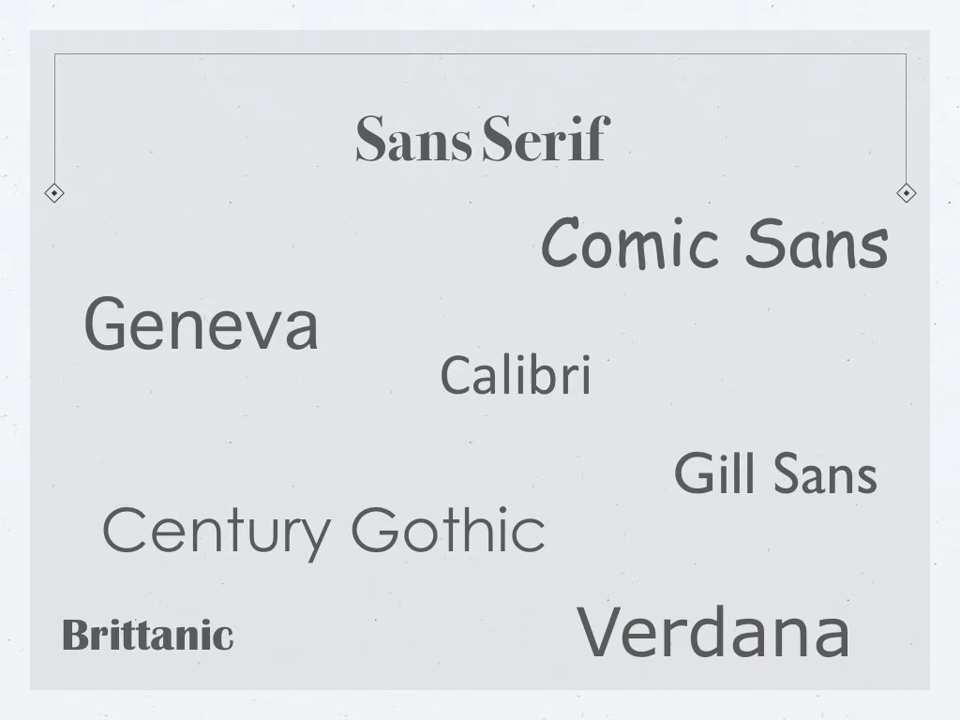 Sans Serif
Comic Sans
Geneva
Calibri
Gill Sans
Century Gothic
Brittanic
Verdana